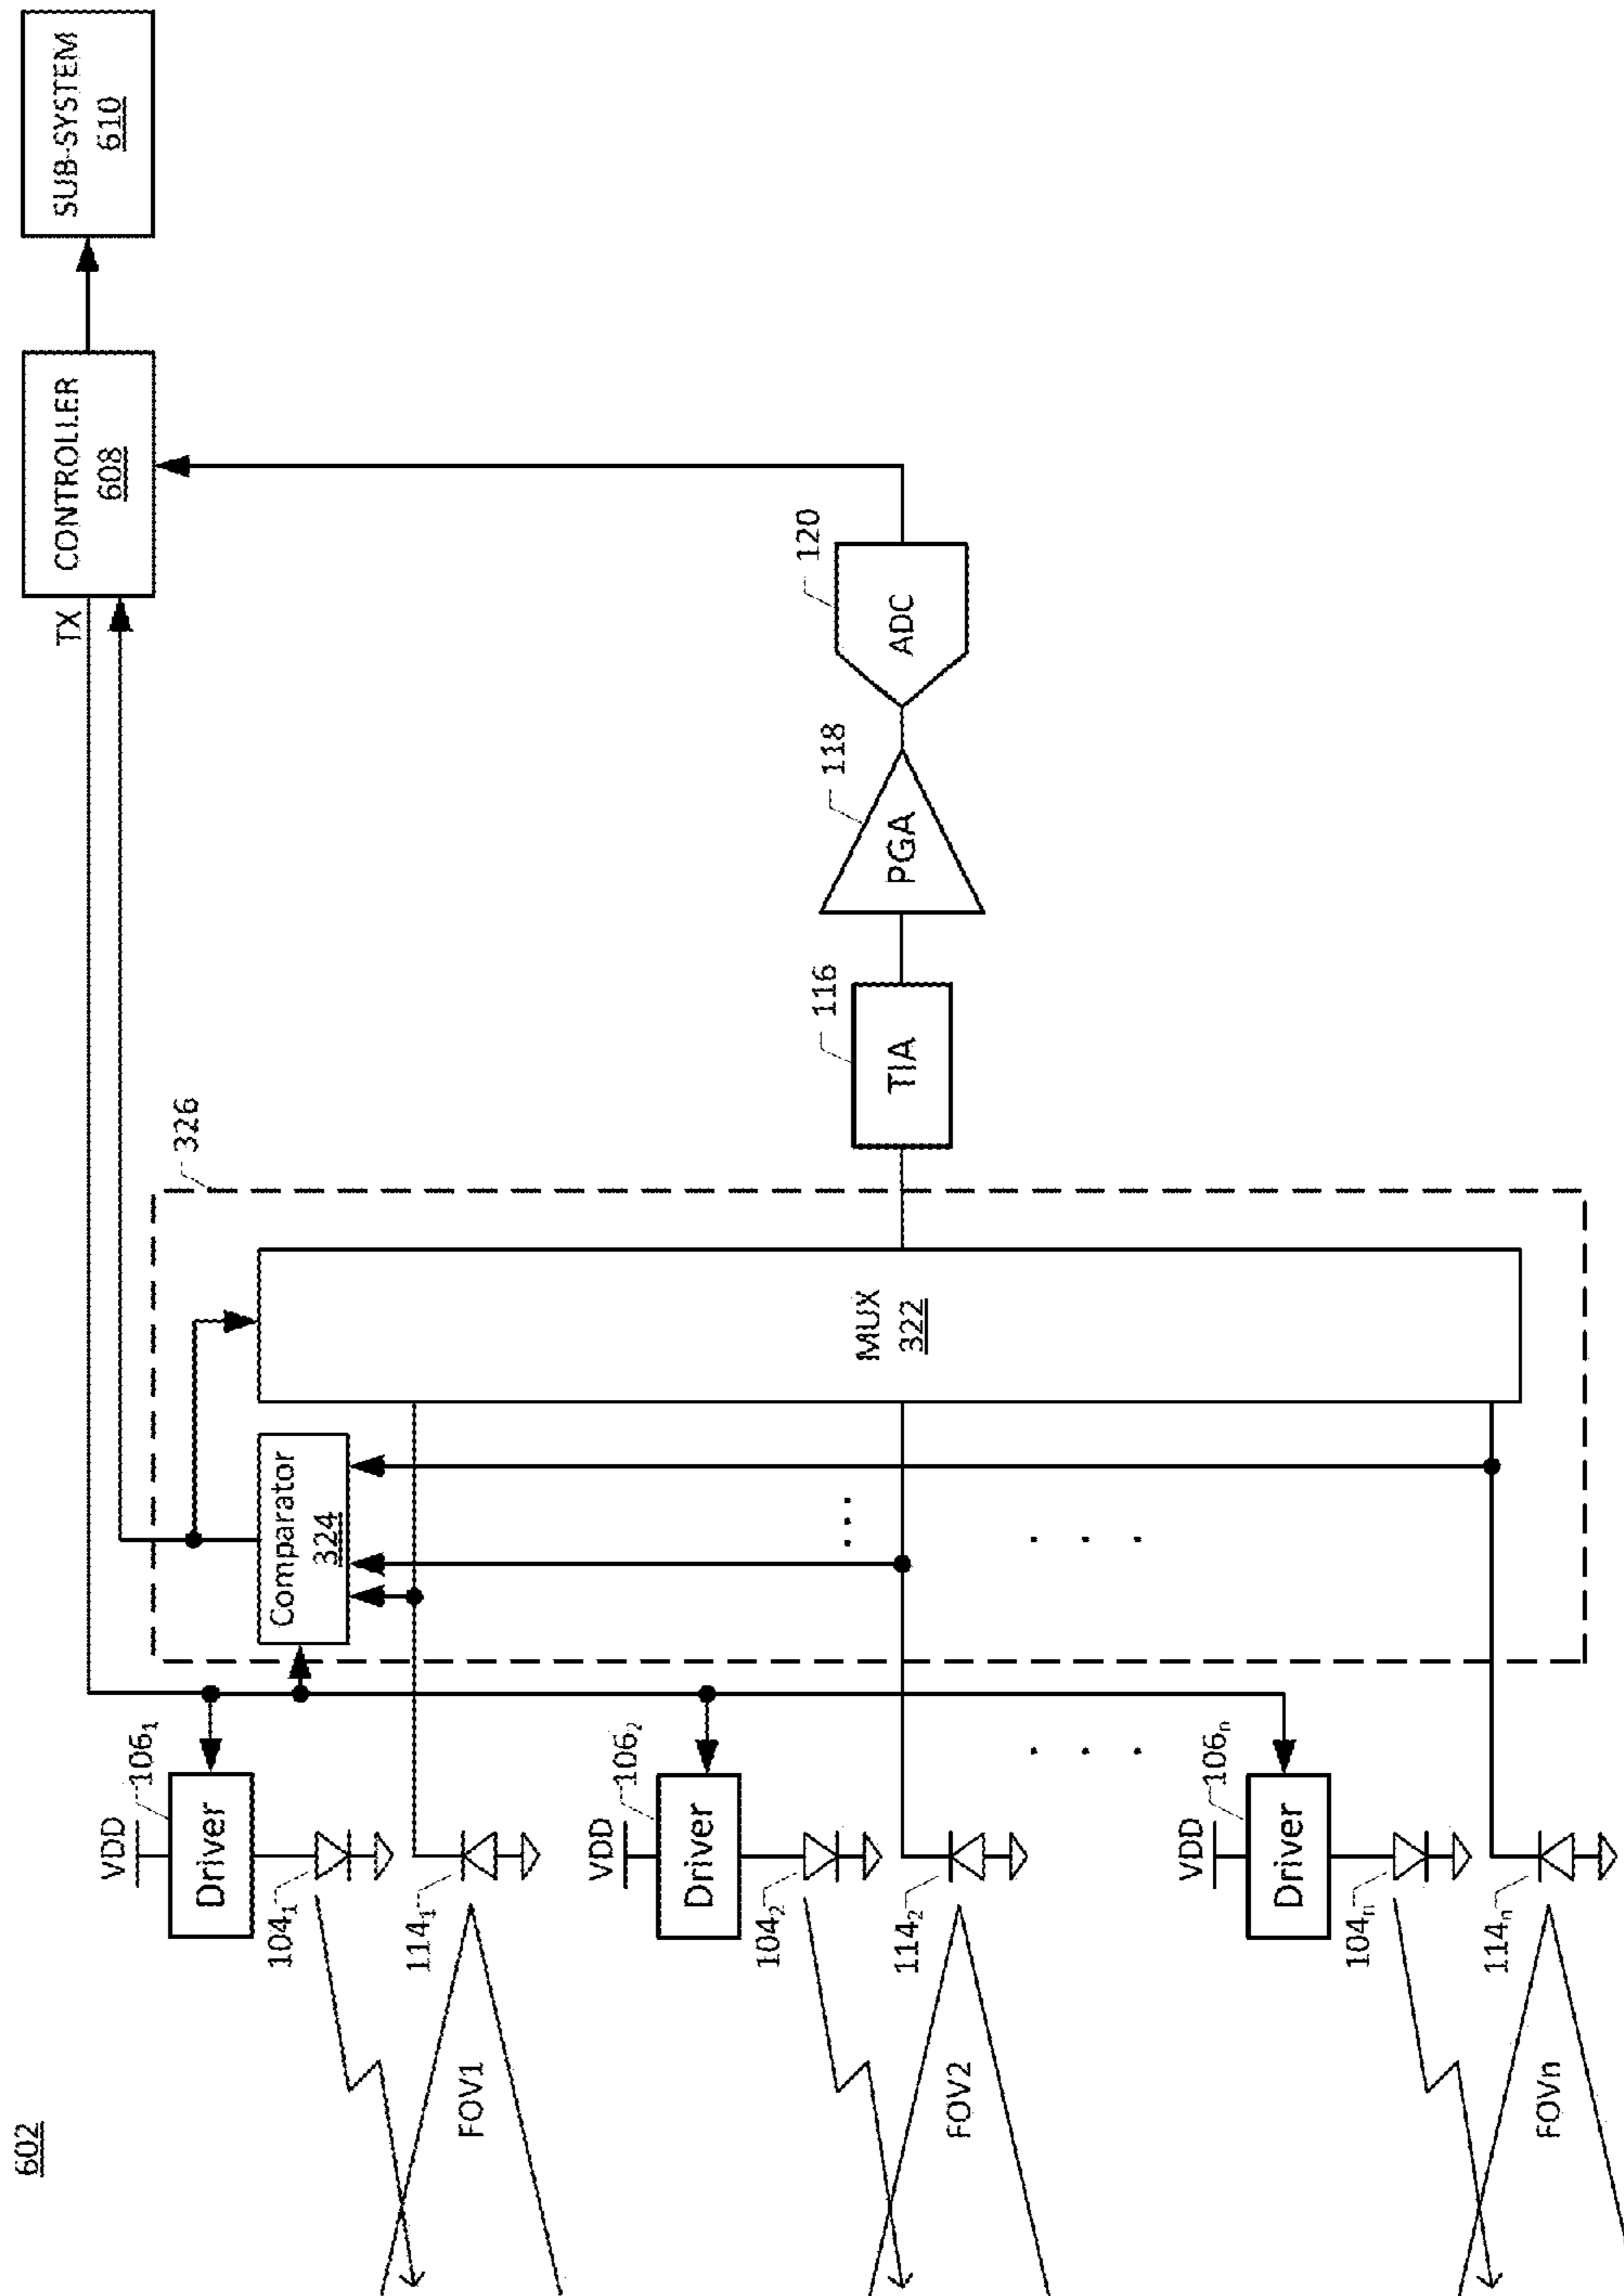 602
SUB-SYSTEM
610
CONTROLLER
608
TX
326
Comparator
324
MUX
322
TIA
116
PGA
118
ADC
120
VDD
Driver
106₁
104₁
114₁
FOV1
VDD
Driver
106₂
104₂
114₂
FOV2
. . .
. . .
. . .
VDD
Driver
106ₙ
104ₙ
114ₙ
FOVn